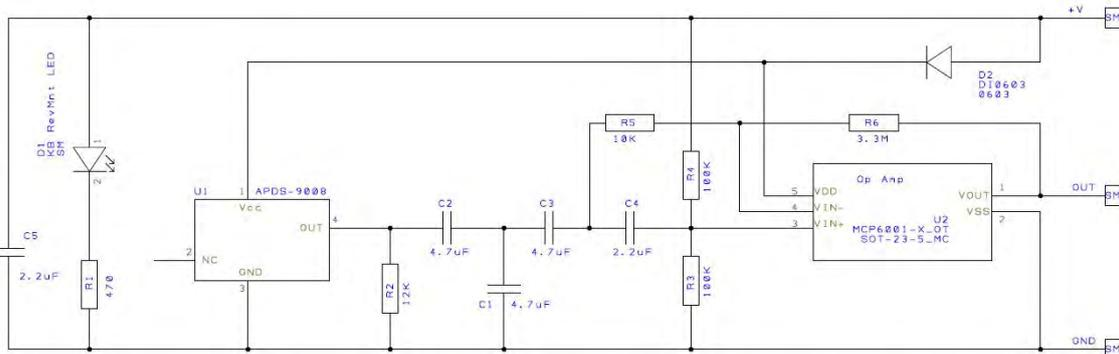 +V
SM
D1
KB RevMnt LED
SM
1
2
D2
DI0603
0603
R5
10K
R6
3.3M
R4
100K
U1
APDS-9008
1
Vcc
OUT
4
2
NC
GND
3
C2
4.7uF
C3
4.7uF
C4
2.2uF
Op Amp
5
VDD
4
VIN-
3
VIN+
VOUT
1
VSS
2
U2
MCP6001-X_OT
SOT-23-5_MC
OUT
SM
C5
2.2uF
R1
470
R2
12K
C1
4.7uF
R3
100K
GND
SM